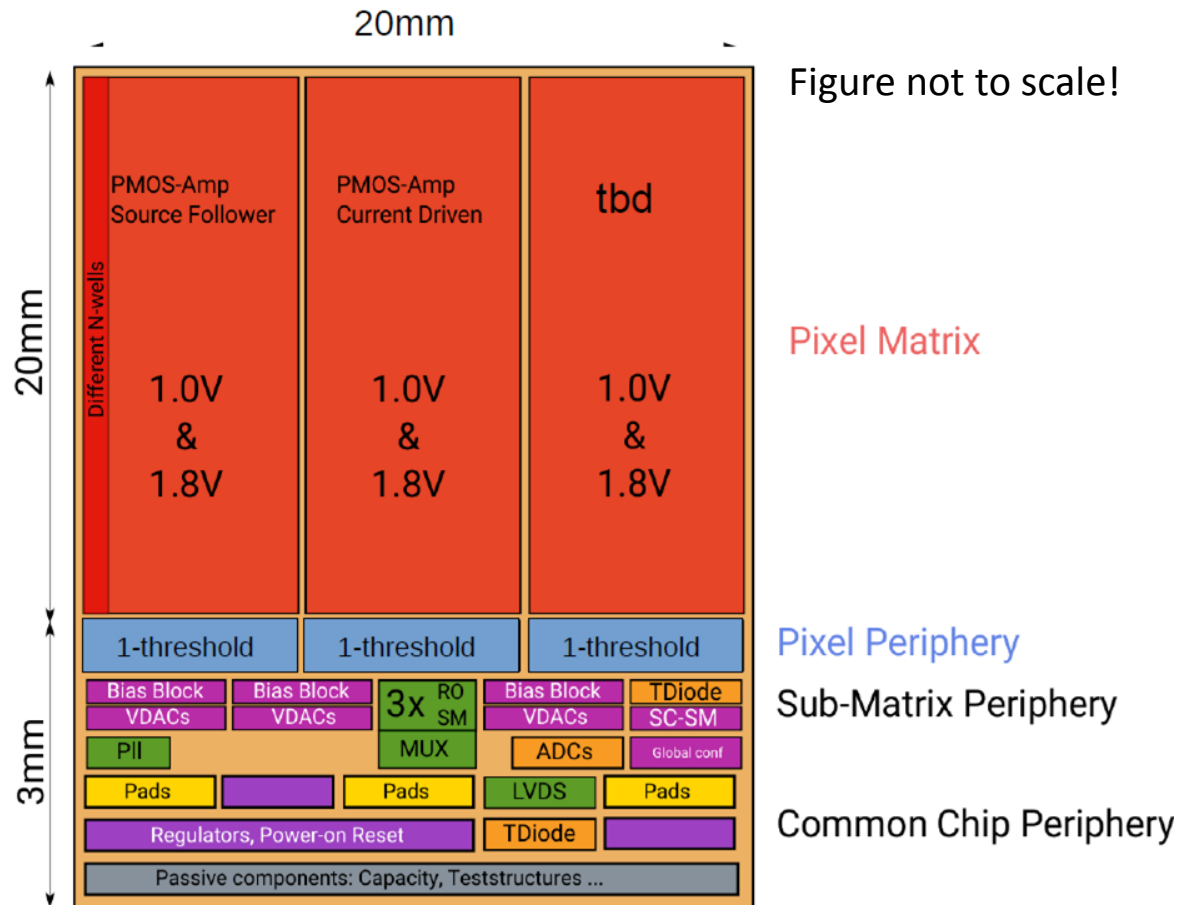 20mm
Figure not to scale!
PMOS-Amp
Source Follower
PMOS-Amp
Current Driven
tbd
Different N-wells
20mm
Pixel Matrix
1.0V
&
1.8V
1.0V
&
1.8V
1.0V
&
1.8V
1-threshold
1-threshold
1-threshold
Pixel Periphery
3mm
Bias Block
Bias Block
3x RO
SM
Bias Block
TDiode
VDACs
VDACs
VDACs
SC-SM
Sub-Matrix Periphery
Pll
MUX
ADCs
Global conf
Pads
Pads
LVDS
Pads
Regulators, Power-on Reset
TDiode
Common Chip Periphery
Passive components: Capacity, Teststructures ...